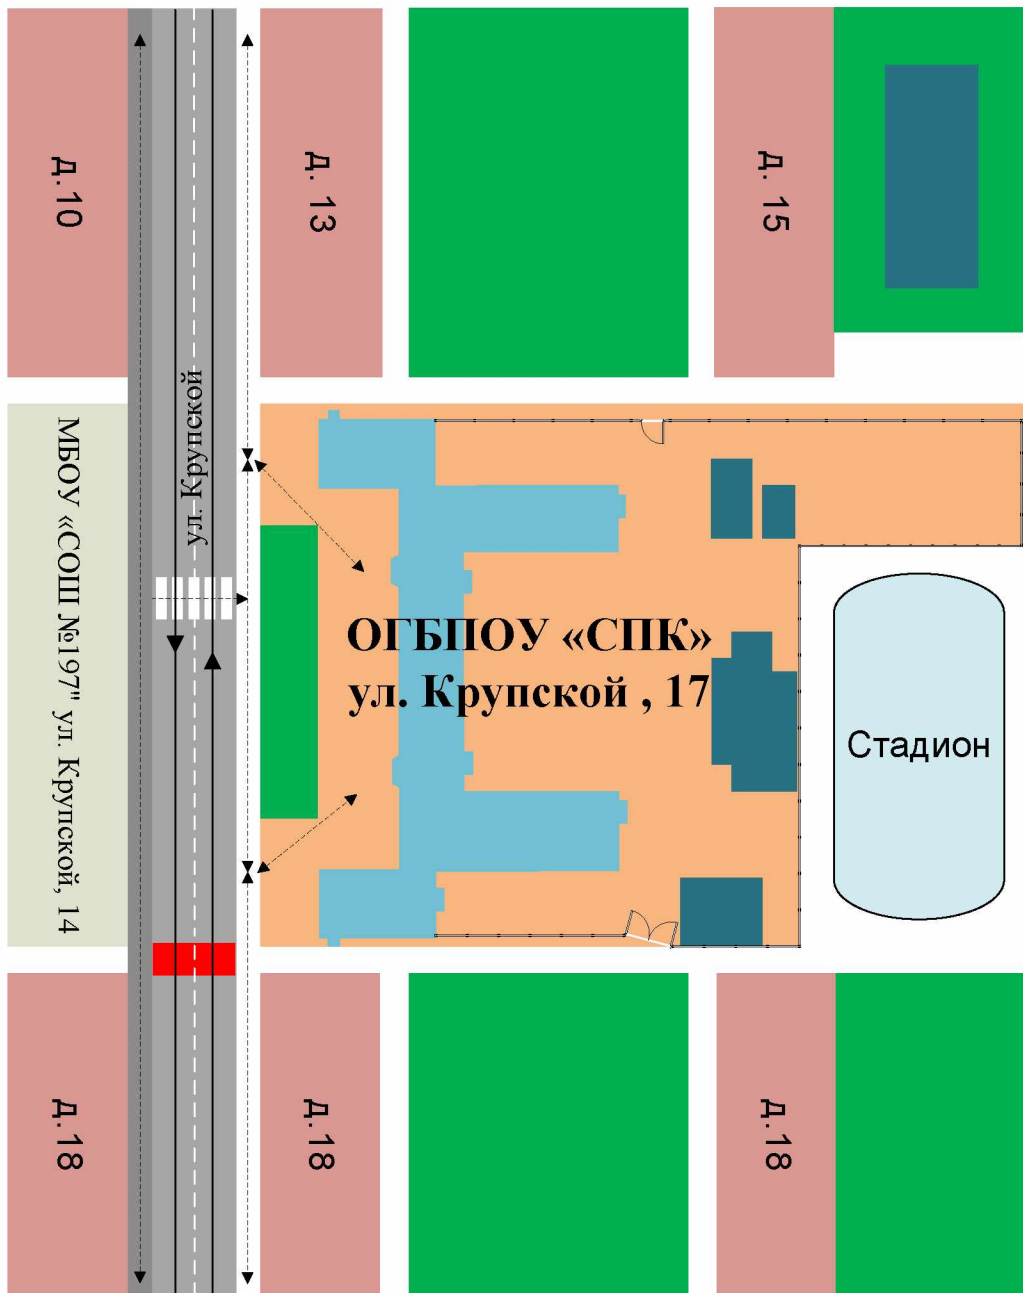 д.10
д. 13
д. 15
ул. Крупской
МБОУ «СОШ №197" ул. Крупской, 14
ОГБПОУ «СПК»
ул. Крупской , 17
Стадион
д.18
д.18
д.18